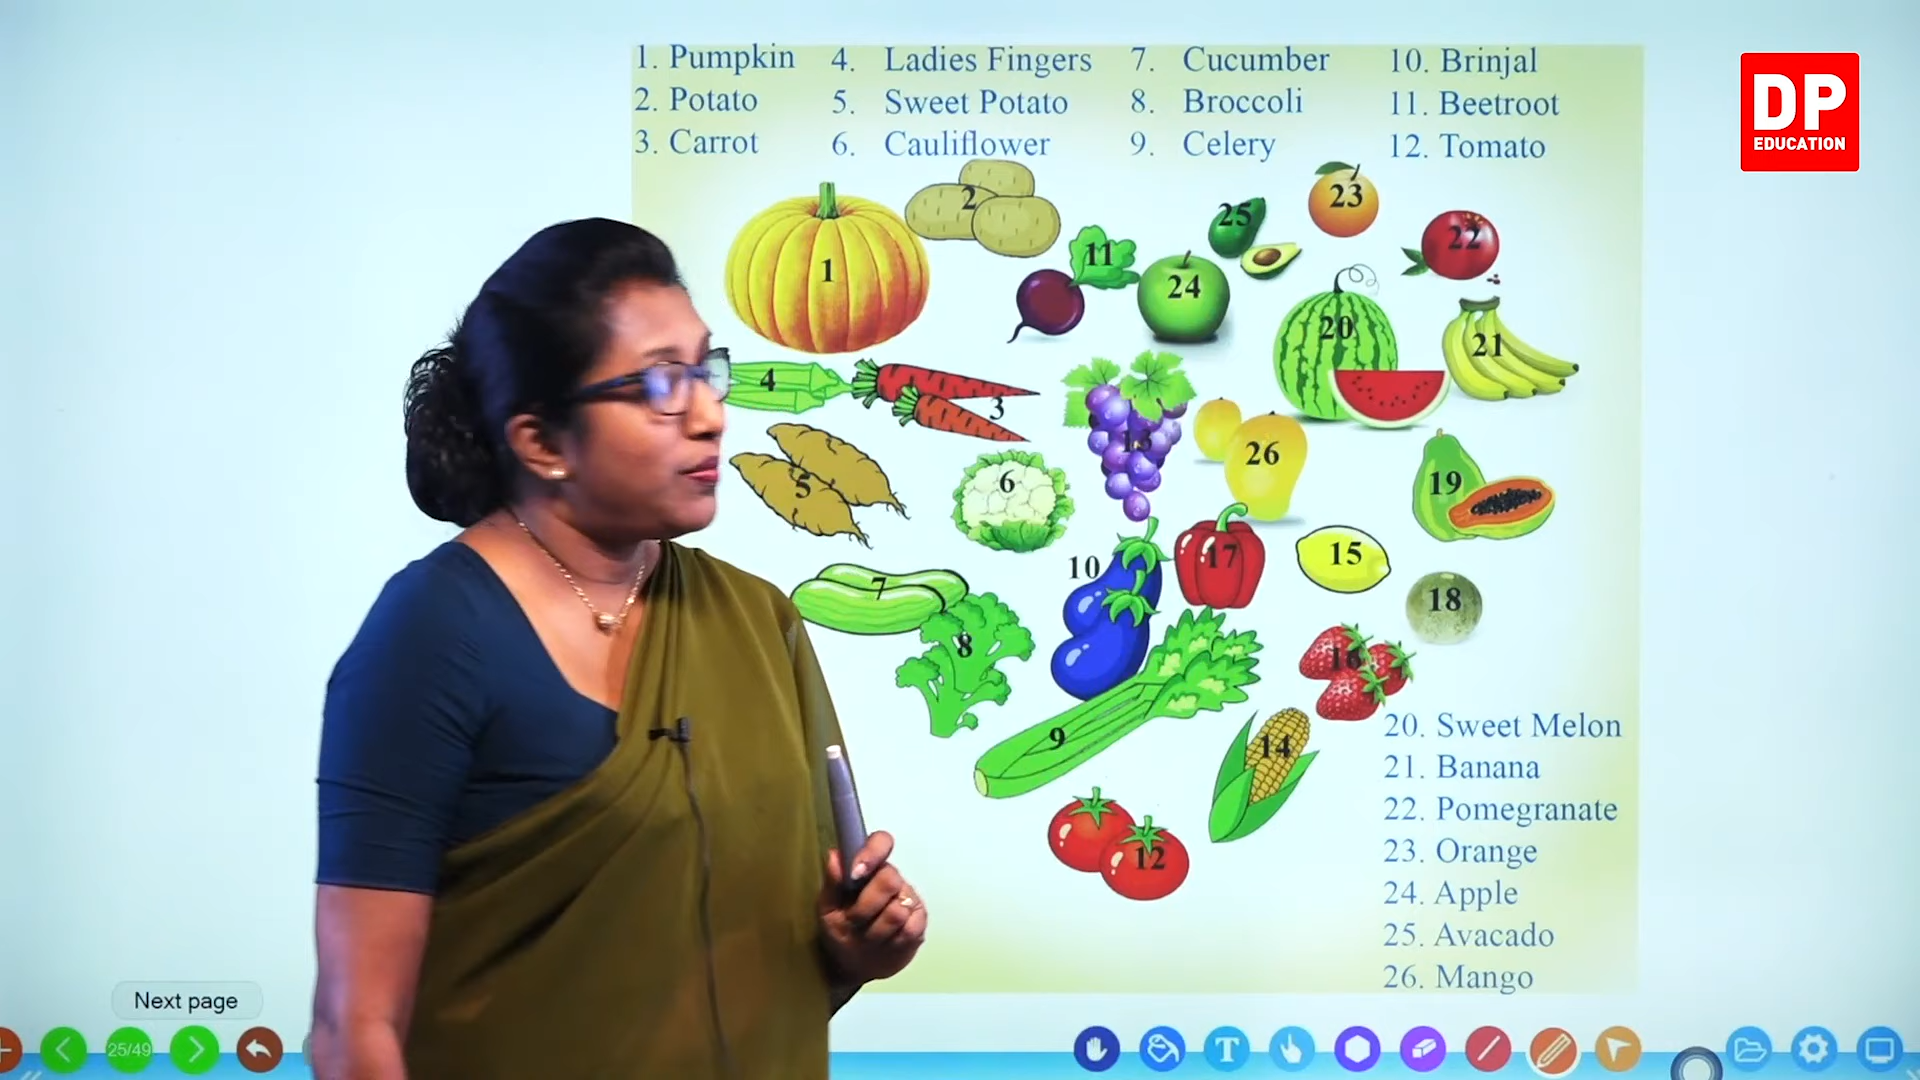 1. Pumpkin 4. Ladies Fingers 7. Cucumber 10. Brinjal
2. Potato 5. Sweet Potato 8. Broccoli 11. Beetroot
3. Carrot 6. Cauliflower 9. Celery 12. Tomato
DP
EDUCATION
2
23
25
22
11
1
24
20
21
4
3
13
26
5
6
19
10
17
15
7
18
8
16
9
14
12
20. Sweet Melon
21. Banana
22. Pomegranate
23. Orange
24. Apple
25. Avacado
26. Mango
Next page
25/49
T